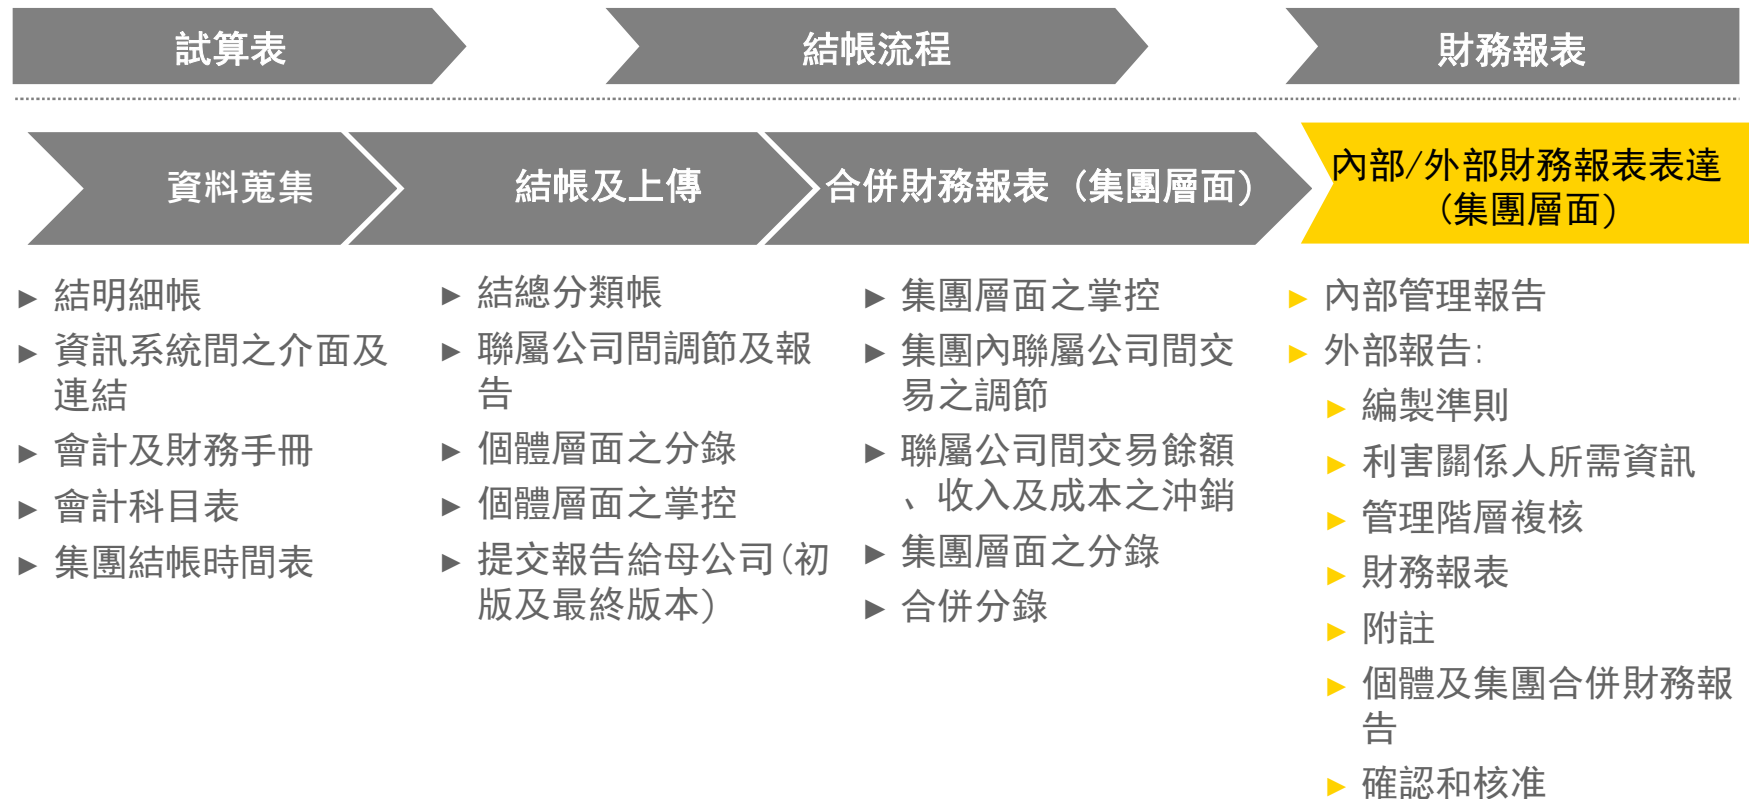 試算表
結帳流程
財務報表
資料蒐集
結帳及上傳
合併財務報表（集團層面）
內部/外部財務報表表達
(集團層面)
► 結明細帳
► 資訊系統間之介面及
連結
► 會計及財務手冊
► 會計科目表
► 集團結帳時間表
► 結總分類帳
► 聯屬公司間調節及報
告
► 個體層面之分錄
► 個體層面之掌控
► 提交報告給母公司(初
版及最終版本)
► 集團層面之掌控
► 集團內聯屬公司間交
易之調節
► 聯屬公司間交易餘額
、收入及成本之沖銷
► 集團層面之分錄
► 合併分錄
► 內部管理報告
► 外部報告:
► 編製準則
► 利害關係人所需資訊
► 管理階層複核
► 財務報表
► 附註
► 個體及集團合併財務報
告
► 確認和核准